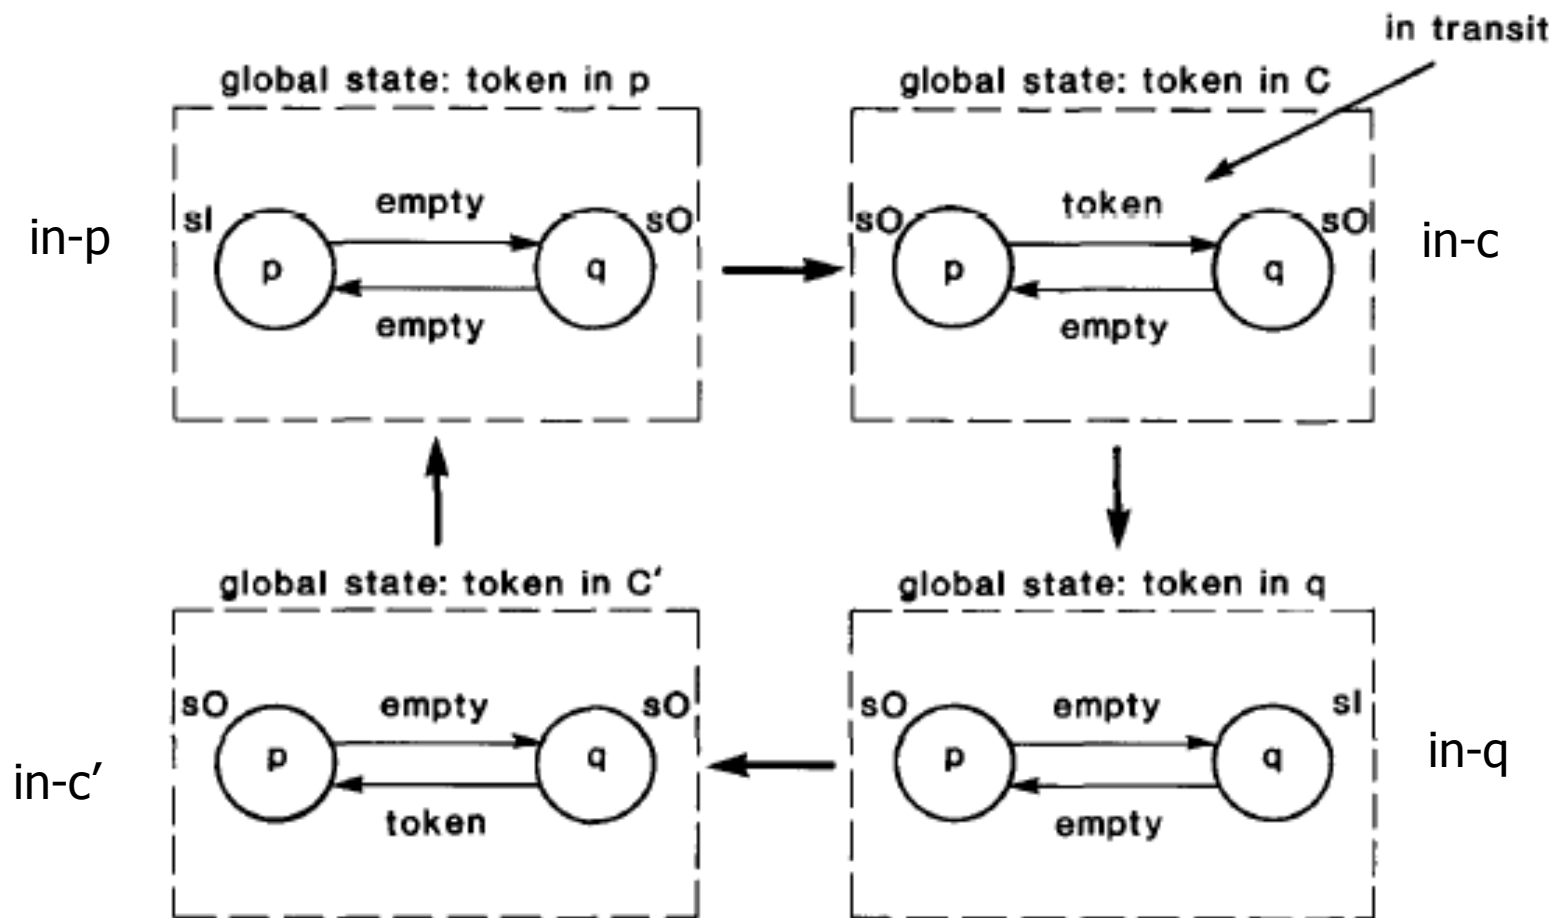 in transit
global state: token in p
global state: token in C
in-p
sI
p
empty
empty
q
sO
sO
p
token
empty
q
sO
in-c
global state: token in C′
global state: token in q
in-c′
sO
p
empty
token
q
sO
sO
p
empty
empty
q
sI
in-q